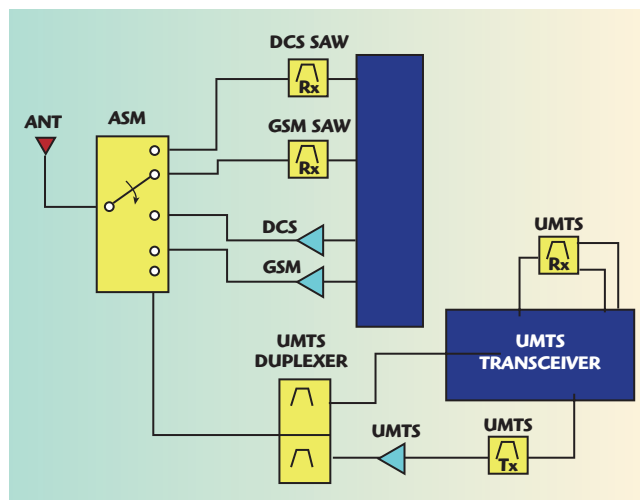 DCS SAW
Rx
ANT
ASM
GSM SAW
Rx
DCS
GSM
UMTS
Rx
UMTS
DUPLEXER
UMTS
TRANSCEIVER
UMTS
UMTS
Tx